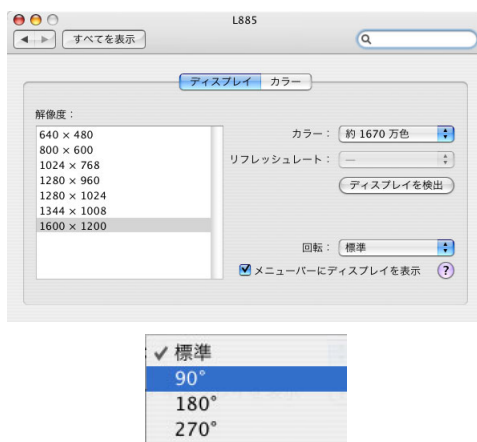 L885
すべてを表示
ディスプレイ カラー
解像度：
640 × 480
800 × 600
1024 × 768
1280 × 960
1280 × 1024
1344 × 1008
1600 × 1200
カラー： 約 1670 万色
リフレッシュレート： —
ディスプレイを検出
回転： 標準
メニューバーにディスプレイを表示 ?
✓ 標準
90°
180°
270°